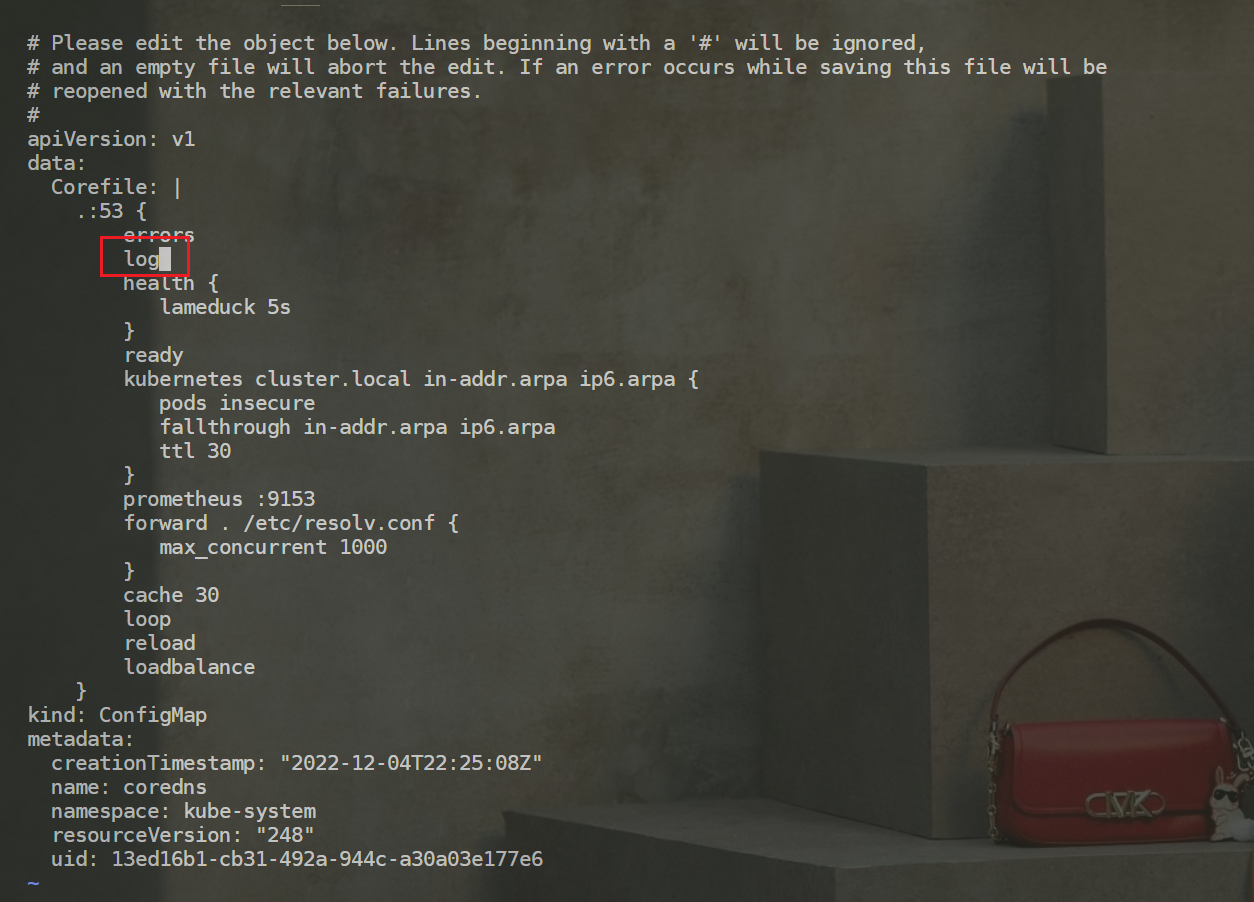 # Please edit the object below. Lines beginning with a '#' will be ignored,
# and an empty file will abort the edit. If an error occurs while saving this file will be
# reopened with the relevant failures.
#
apiVersion: v1
data:
  Corefile: |
    .:53 {
        errors
        log
        health {
           lameduck 5s
        }
        ready
        kubernetes cluster.local in-addr.arpa ip6.arpa {
           pods insecure
           fallthrough in-addr.arpa ip6.arpa
           ttl 30
        }
        prometheus :9153
        forward . /etc/resolv.conf {
           max_concurrent 1000
        }
        cache 30
        loop
        reload
        loadbalance
    }
kind: ConfigMap
metadata:
  creationTimestamp: "2022-12-04T22:25:08Z"
  name: coredns
  namespace: kube-system
  resourceVersion: "248"
  uid: 13ed16b1-cb31-492a-944c-a30a03e177e6
~